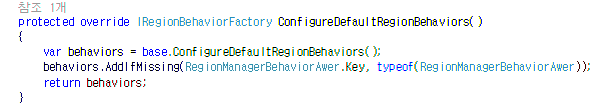 참조 1개
protected override IRegionBehaviorFactory ConfigureDefaultRegionBehaviors()
{
var behaviors = base.ConfigureDefaultRegionBehaviors();
behaviors.AddIfMissing(RegionManagerBehaviorAwer.Key, typeof(RegionManagerBehaviorAwer));
return behaviors;
}